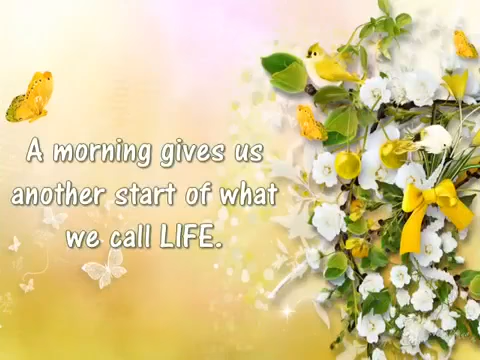 A morning gives us
another start of what
we call LIFE.